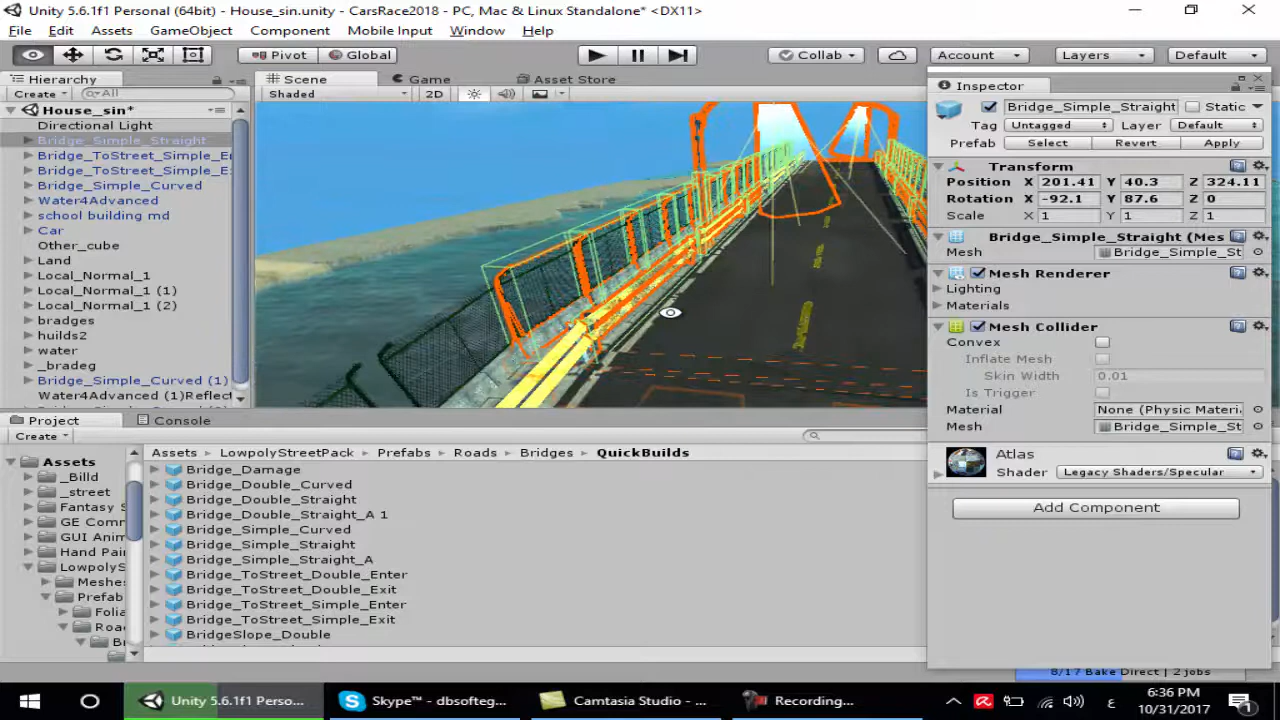 Unity 5.6.1f1 Personal (64bit) - House_sin.unity - CarsRace2018 - PC, Mac & Linux Standalone* <DX11>
File Edit Assets GameObject Component Mobile Input Window Help
Pivot Global Collab Account Layers Default
Hierarchy
Create All
House_sin*
Directional Light
Bridge_Simple_Straight
Bridge_ToStreet_Simple_E
Bridge_ToStreet_Simple_E
Bridge_Simple_Curved
Water4Advanced
school building md
Car
Other_cube
Land
Local_Normal_1
Local_Normal_1 (1)
Local_Normal_1 (2)
bradges
huilds2
water
_bradeg
Bridge_Simple_Curved (1)
Water4Advanced (1)Reflect
Scene Game Asset Store
Shaded 2D
Inspector
Bridge_Simple_Straight Static
Tag Untagged Layer Default
Prefab Select Revert Apply
Transform
Position X 201.41 Y 40.3 Z 324.11
Rotation X -92.1 Y 87.6 Z 0
Scale X 1 Y 1 Z 1
Bridge_Simple_Straight (Mes
Mesh Bridge_Simple_St
Mesh Renderer
Lighting
Materials
Mesh Collider
Convex
Inflate Mesh
Skin Width 0.01
Is Trigger
Material None (Physic Materi
Mesh Bridge_Simple_St
Atlas
Shader Legacy Shaders/Specular
Add Component
Project Console
Create
Assets
_Billd
_street
Fantasy S
GE Comm
GUI Anim
Hand Pain
LowpolyS
Meshes
Prefab
Folia
Road
Br
Assets LowpolyStreetPack Prefabs Roads Bridges QuickBuilds
Bridge_Damage
Bridge_Double_Curved
Bridge_Double_Straight
Bridge_Double_Straight_A 1
Bridge_Simple_Curved
Bridge_Simple_Straight
Bridge_Simple_Straight_A
Bridge_ToStreet_Double_Enter
Bridge_ToStreet_Double_Exit
Bridge_ToStreet_Simple_Enter
Bridge_ToStreet_Simple_Exit
BridgeSlope_Double
8/17 Bake Direct | 2 jobs
Unity 5.6.1f1 Perso...
Skype™ - dbsofteg...
Camtasia Studio - ...
Recording...
ع
6:36 PM
10/31/2017
1